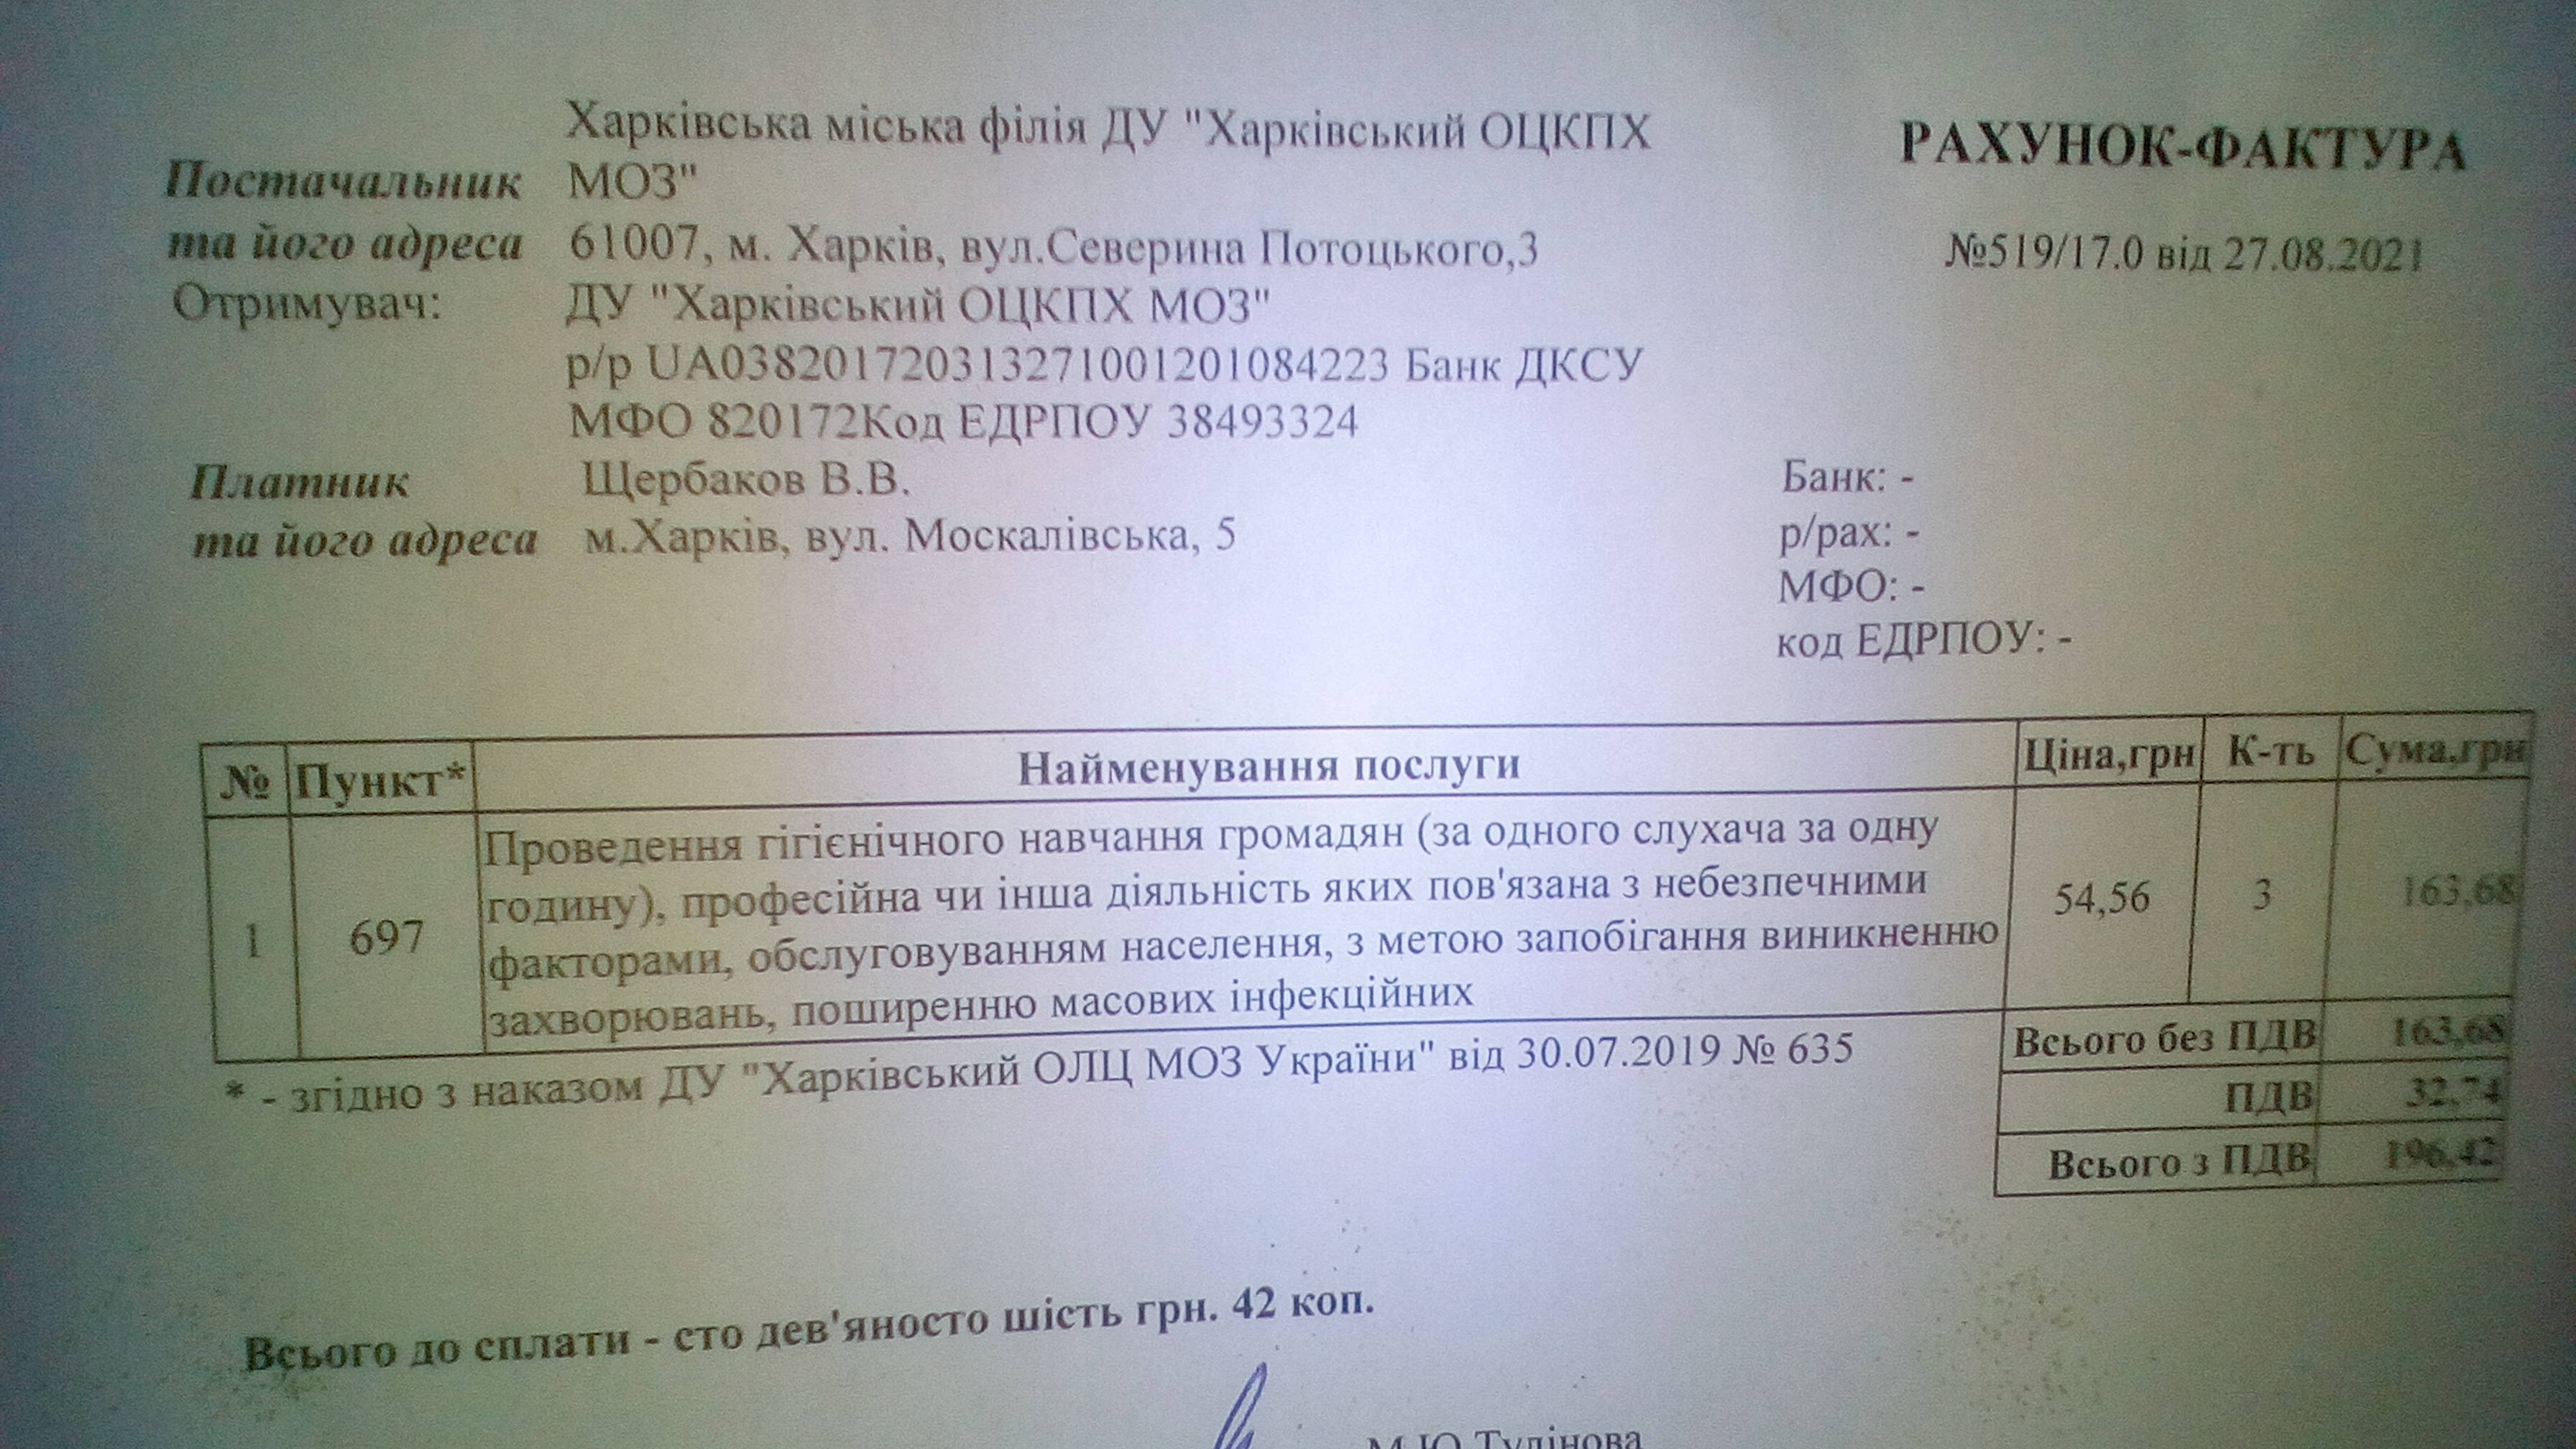 Харківська міська філія ДУ "Харківський ОЦКПХ
РАХУНОК-ФАКТУРА
Постачальник МОЗ"
та його адреса 61007, м. Харків, вул.Северина Потоцького,3
№519/17.0 від 27.08.2021
Отримувач: ДУ "Харківський ОЦКПХ МОЗ"
р/р UA038201720313271001201084223 Банк ДКСУ
МФО 820172Код ЕДРПОУ 38493324
Платник Щербаков В.В.
та його адреса м.Харків, вул. Москалівська, 5
Банк: -
р/рах: -
МФО: -
код ЕДРПОУ: -
№ Пункт* Найменування послуги Ціна,грн К-ть Сума,грн
1 697 Проведення гігієнічного навчання громадян (за одного слухача за одну
годину), професійна чи інша діяльність яких пов'язана з небезпечними
факторами, обслуговуванням населення, з метою запобігання виникненню
захворювань, поширенню масових інфекційних
54,56 3 163,68
* - згідно з наказом ДУ "Харківський ОЛЦ МОЗ України" від 30.07.2019 № 635
Всього без ПДВ 163,68
ПДВ 32,74
Всього з ПДВ 196,42
Всього до сплати - сто дев'яносто шість грн. 42 коп.
М.Ю.Тулінова